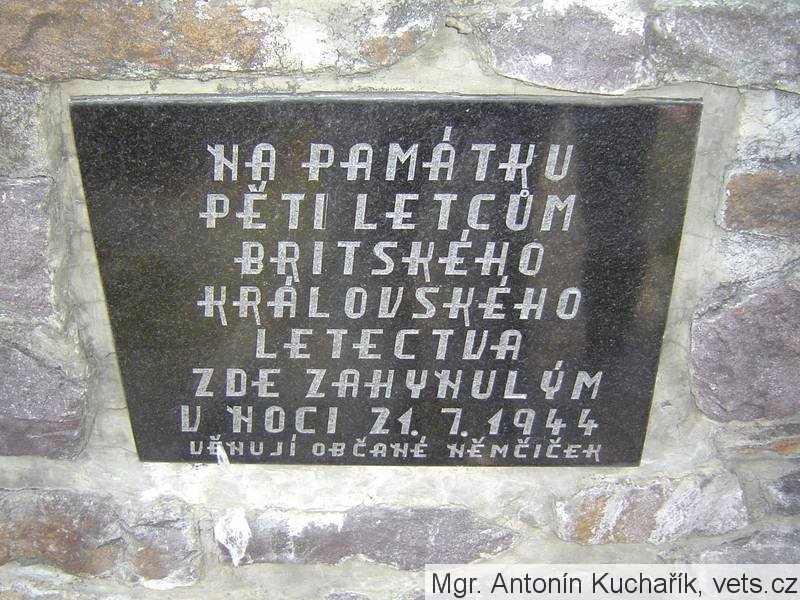 NA PAMÁTKU
PĚTI LETCŮM
BRITSKÉHO
KRÁLOVSKÉHO
LETECTVA
ZDE ZAHYNULÝM
V NOCI 21. 7. 1944
VĚNUJÍ OBČANÉ NĚMČIČEK
Mgr. Antonín Kuchařík, vets.cz